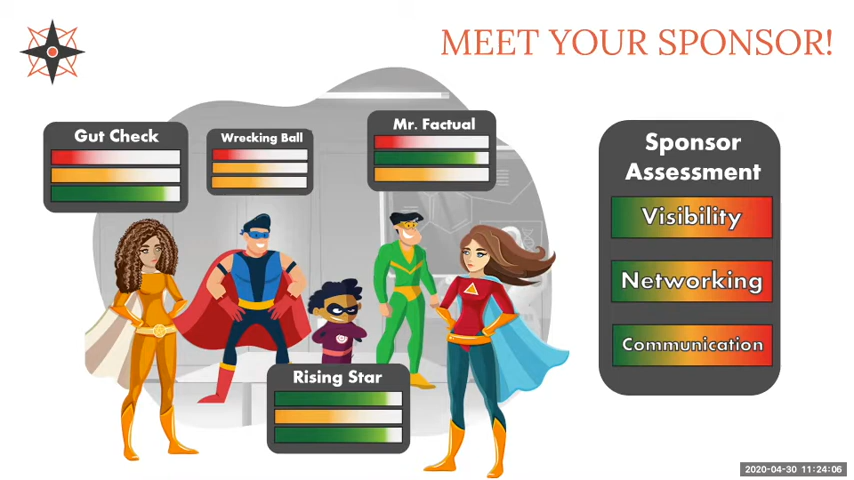 MEET YOUR SPONSOR!
Gut Check
Wrecking Ball
Mr. Factual
Sponsor
Assessment
Visibility
Networking
Communication
Rising Star
2020-04-30 11:24:06